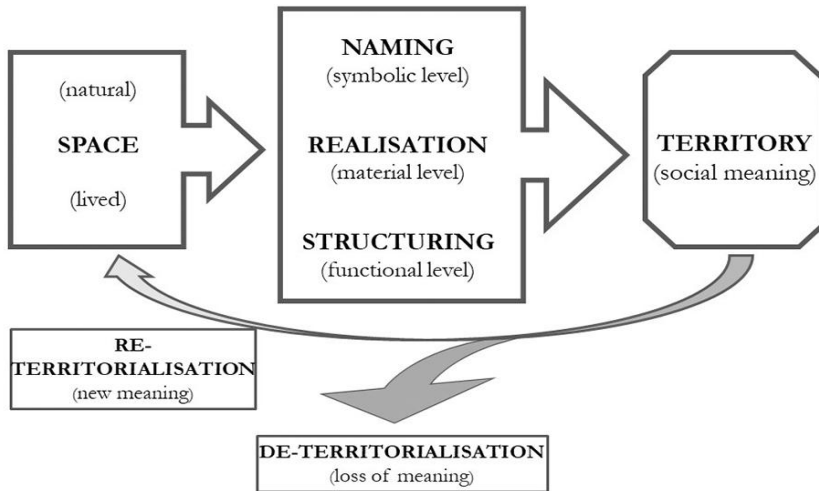 (natural)
SPACE
(lived)
NAMING
(symbolic level)
REALISATION
(material level)
STRUCTURING
(functional level)
TERRITORY
(social meaning)
RE-
TERRITORIALISATION
(new meaning)
DE-TERRITORIALISATION
(loss of meaning)